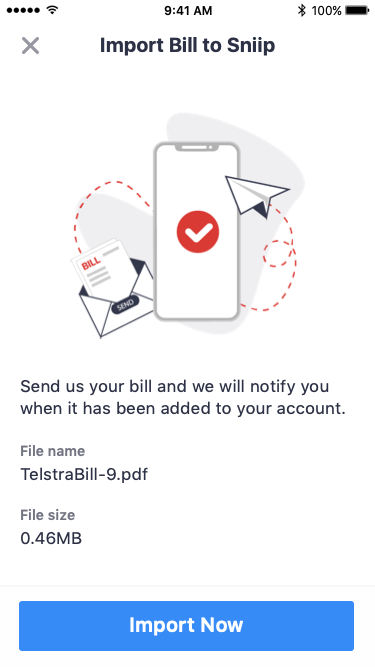 9:41 AM
100%
Import Bill to Sniip
BILL
SEND
Send us your bill and we will notify you
when it has been added to your account.
File name
TelstraBill-9.pdf
File size
0.46MB
Import Now